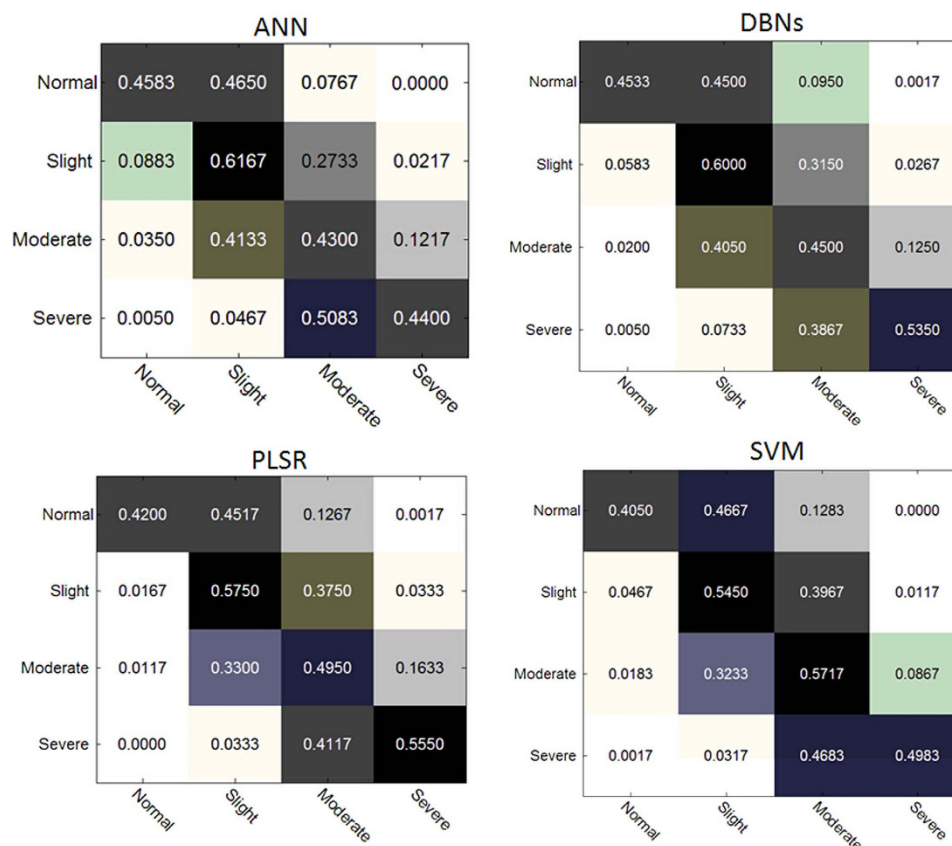 ANN
Normal 0.4583 0.4650 0.0767 0.0000
Slight 0.0883 0.6167 0.2733 0.0217
Moderate 0.0350 0.4133 0.4300 0.1217
Severe 0.0050 0.0467 0.5083 0.4400
Normal Slight Moderate Severe
DBNs
Normal 0.4533 0.4500 0.0950 0.0017
Slight 0.0583 0.6000 0.3150 0.0267
Moderate 0.0200 0.4050 0.4500 0.1250
Severe 0.0050 0.0733 0.3867 0.5350
Normal Slight Moderate Severe
PLSR
Normal 0.4200 0.4517 0.1267 0.0017
Slight 0.0167 0.5750 0.3750 0.0333
Moderate 0.0117 0.3300 0.4950 0.1633
Severe 0.0000 0.0333 0.4117 0.5550
Normal Slight Moderate Severe
SVM
Normal 0.4050 0.4667 0.1283 0.0000
Slight 0.0467 0.5450 0.3967 0.0117
Moderate 0.0183 0.3233 0.5717 0.0867
Severe 0.0017 0.0317 0.4683 0.4983
Normal Slight Moderate Severe